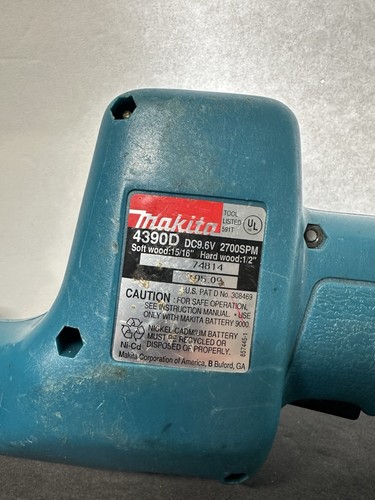 Makita
TOOL
LISTED
591T
UL
4390D DC9.6V 2700SPM
Soft wood:15/16" Hard wood:1/2"
74814
95 09
U.S. PAT D No. 308469
CAUTION : FOR SAFE OPERATION,
SEE INSTRUCTION MANUAL • USE
ONLY WITH MAKITA BATTERY 9000.
NICKEL-CADMIUM BATTERY
MUST BE RECYCLED OR
DISPOSED OF PROPERLY.
Ni-Cd
Makita Corporation of America, B Buford, GA